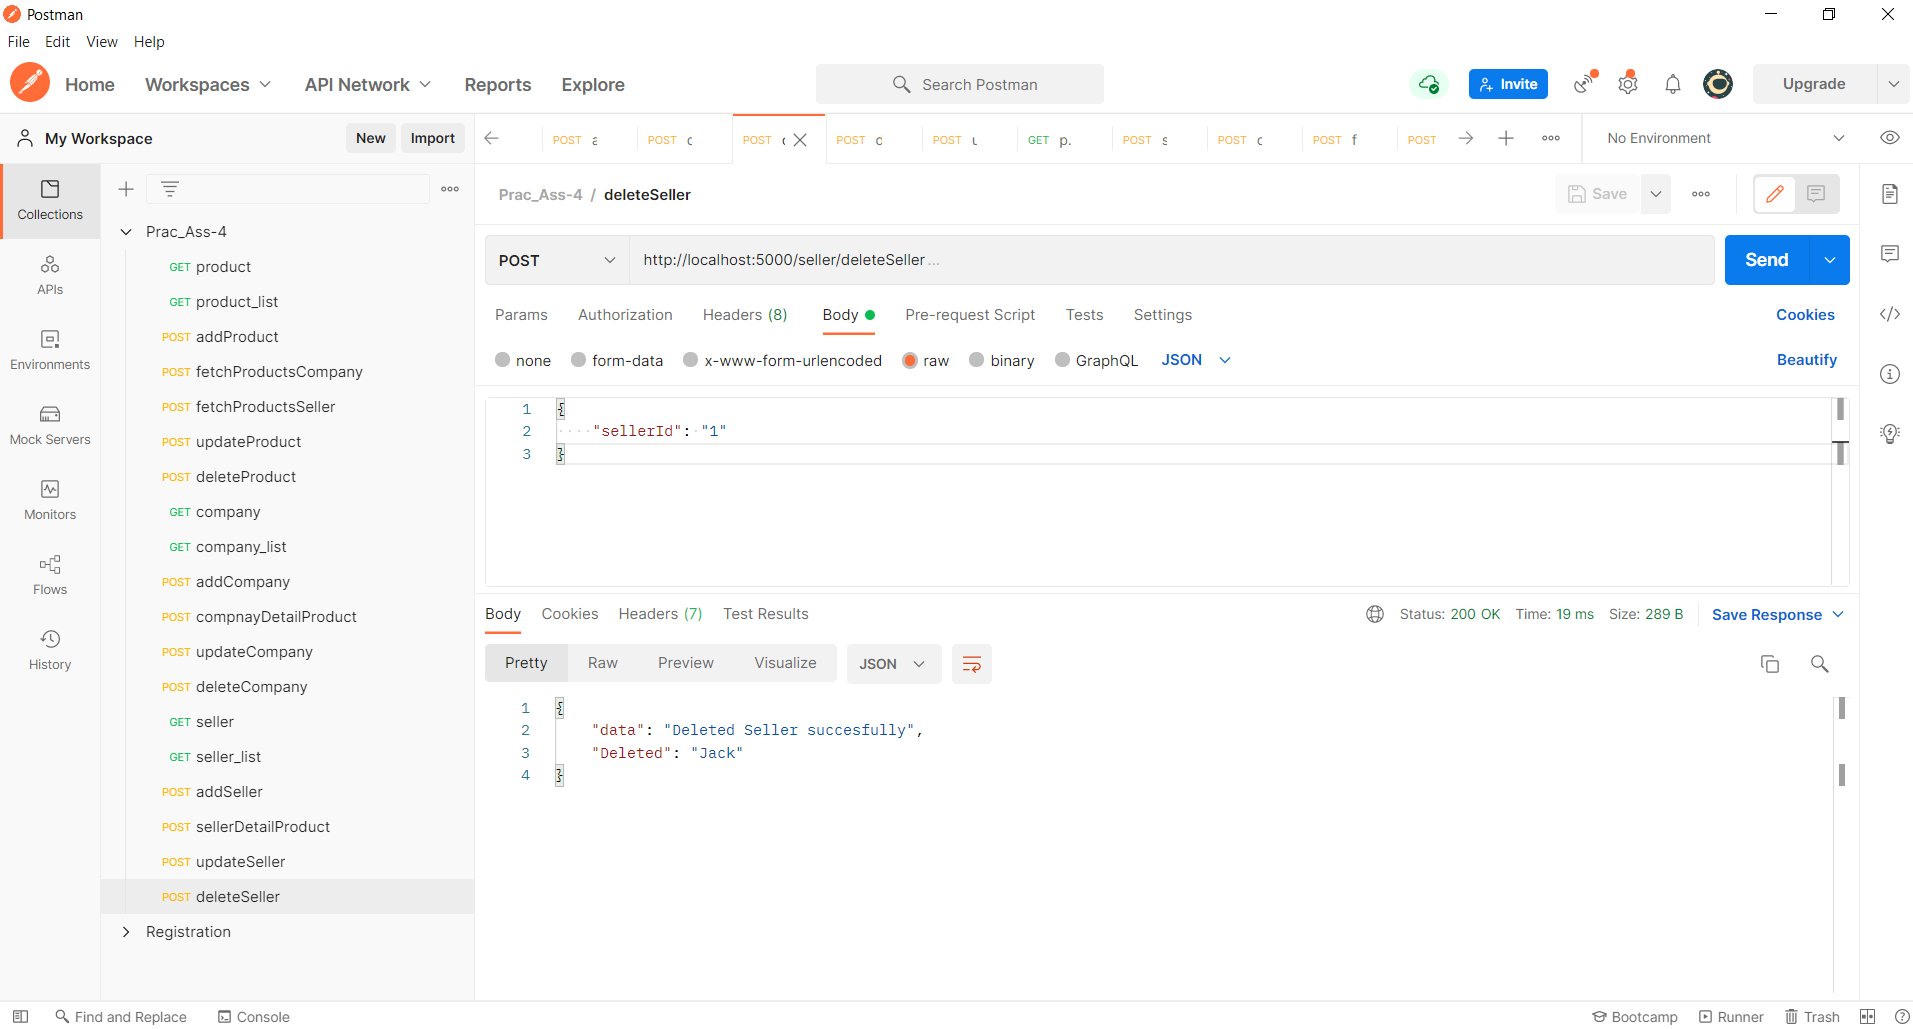 Postman
File Edit View Help
Home Workspaces API Network Reports Explore Search Postman Invite Upgrade
My Workspace New Import POST POST c POST POST o POST GET p. POST s POST c POST f POST No Environment
Collections
APIs
Environments
Mock Servers
Monitors
Flows
History
Prac_Ass-4
GET product
GET product_list
POST addProduct
POST fetchProductsCompany
POST fetchProductsSeller
POST updateProduct
POST deleteProduct
GET company
GET company_list
POST addCompany
POST compnayDetailProduct
POST updateCompany
POST deleteCompany
GET seller
GET seller_list
POST addSeller
POST sellerDetailProduct
POST updateSeller
POST deleteSeller
Registration
Prac_Ass-4 / deleteSeller Save
POST http://localhost:5000/seller/deleteSeller ... Send
Params Authorization Headers (8) Body Pre-request Script Tests Settings Cookies
none form-data x-www-form-urlencoded raw binary GraphQL JSON Beautify
1 {
2 "sellerId": "1"
3 }
Body Cookies Headers (7) Test Results Status: 200 OK Time: 19 ms Size: 289 B Save Response
Pretty Raw Preview Visualize JSON
1 {
2 "data": "Deleted Seller succesfully",
3 "Deleted": "Jack"
4 }
Find and Replace Console Bootcamp Runner Trash